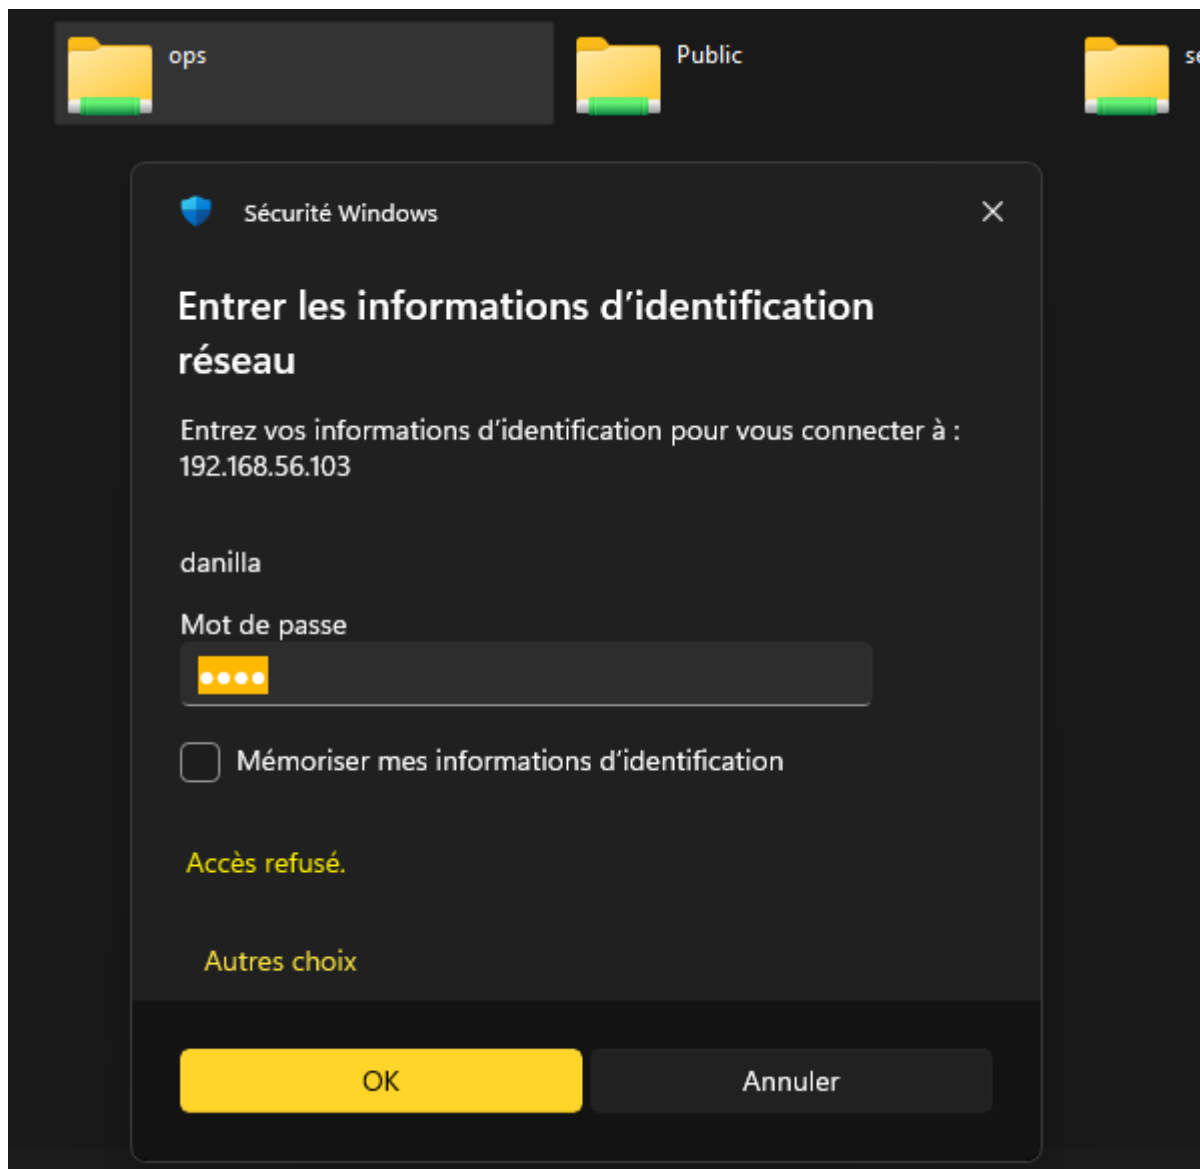 ops
Public
se
Sécurité Windows
Entrer les informations d’identification
réseau
Entrez vos informations d’identification pour vous connecter à :
192.168.56.103
danilla
Mot de passe
Mémoriser mes informations d’identification
Accès refusé.
Autres choix
OK
Annuler